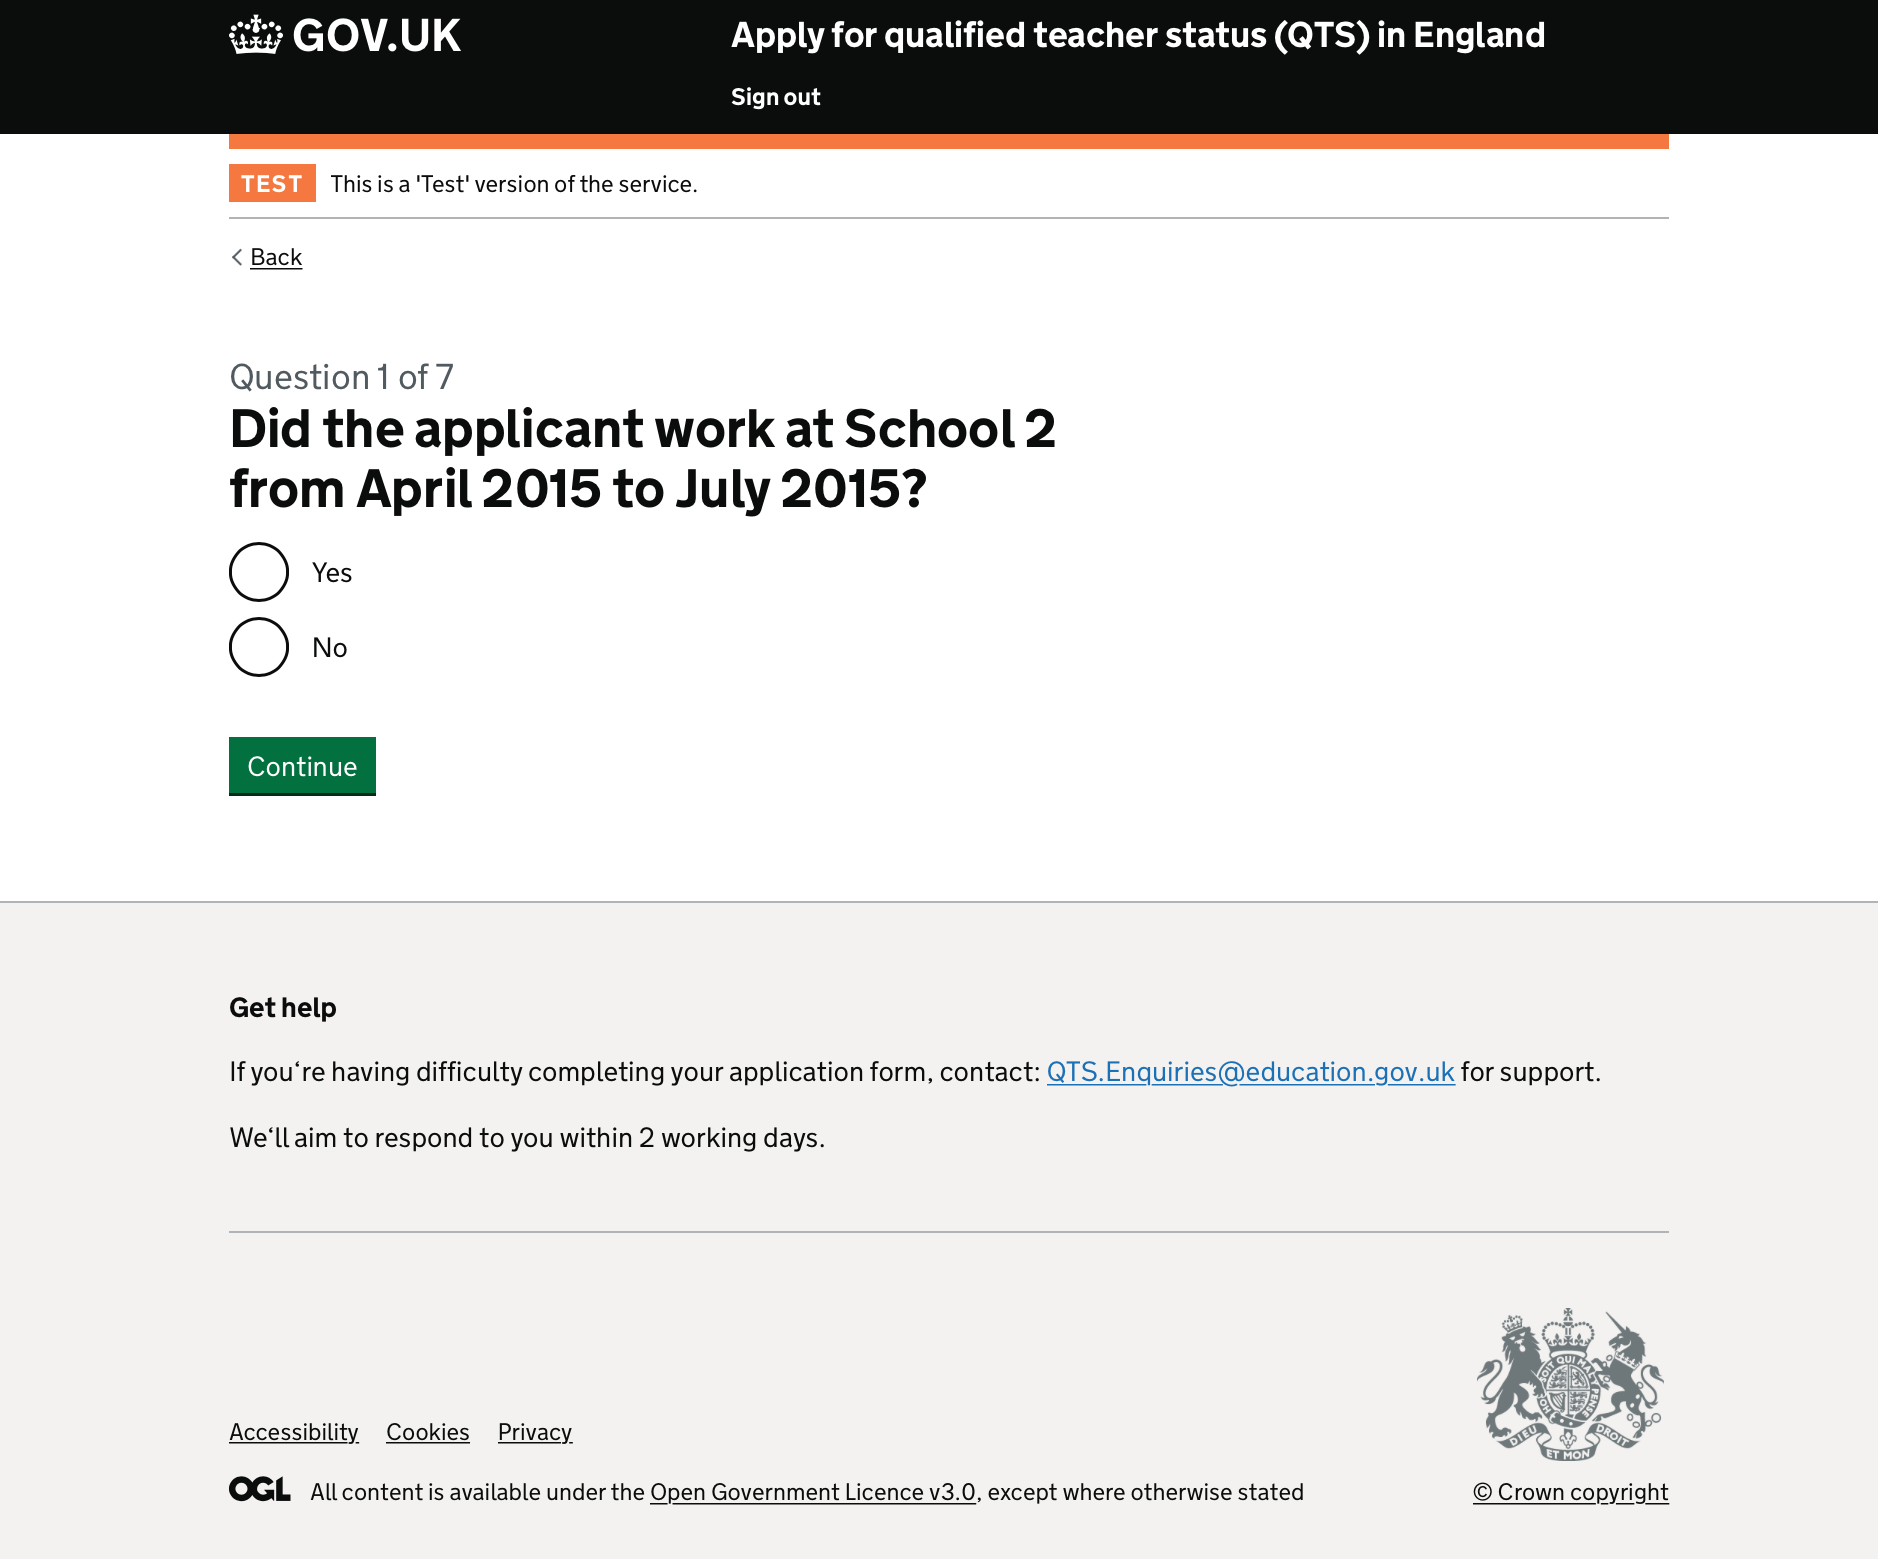 GOV.UK
Apply for qualified teacher status (QTS) in England
Sign out
TEST This is a 'Test' version of the service.
Back
Question 1 of 7
Did the applicant work at School 2
from April 2015 to July 2015?
Yes
No
Continue
Get help
If you‘re having difficulty completing your application form, contact: QTS.Enquiries@education.gov.uk for support.
We‘ll aim to respond to you within 2 working days.
Accessibility Cookies Privacy
OGL All content is available under the Open Government Licence v3.0, except where otherwise stated
DIEU ET MON DROIT
© Crown copyright